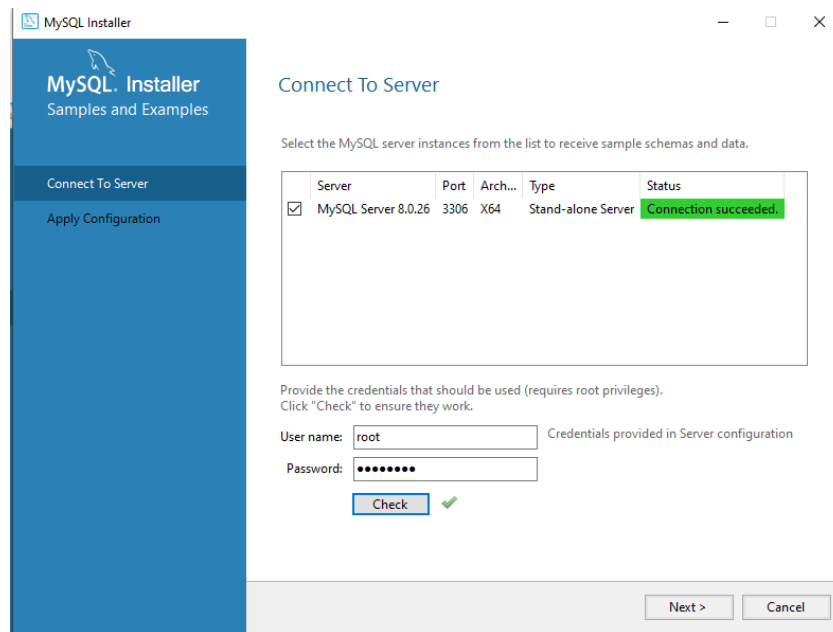 MySQL Installer
MySQL. Installer
Samples and Examples
Connect To Server
Apply Configuration
Connect To Server
Select the MySQL server instances from the list to receive sample schemas and data.
Server Port Arch... Type Status
MySQL Server 8.0.26 3306 X64 Stand-alone Server Connection succeeded.
Provide the credentials that should be used (requires root privileges).
Click "Check" to ensure they work.
User name: root Credentials provided in Server configuration
Password: ●●●●●●●●
Check
Next > Cancel